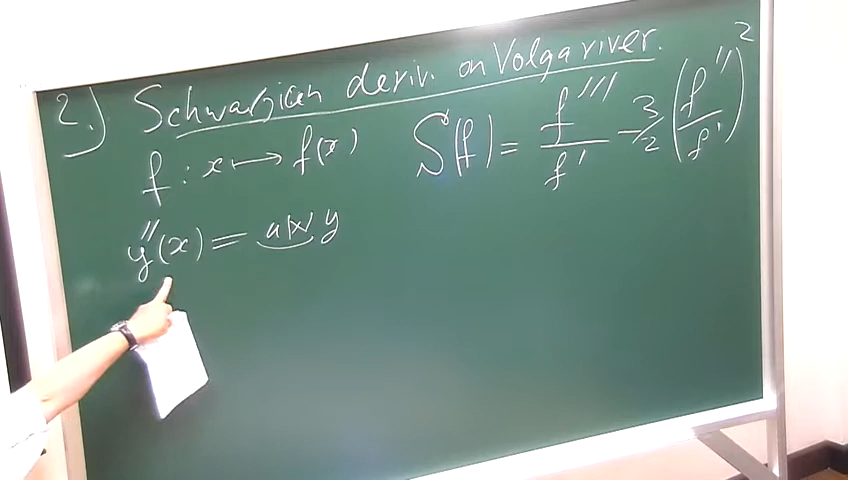 2.) Schwarzian deriv. on Volga river.
f : x ⟼ f(x)
S(f) = f'''/f' - 3/2 (f''/f')²
y''(x) = u(x) y